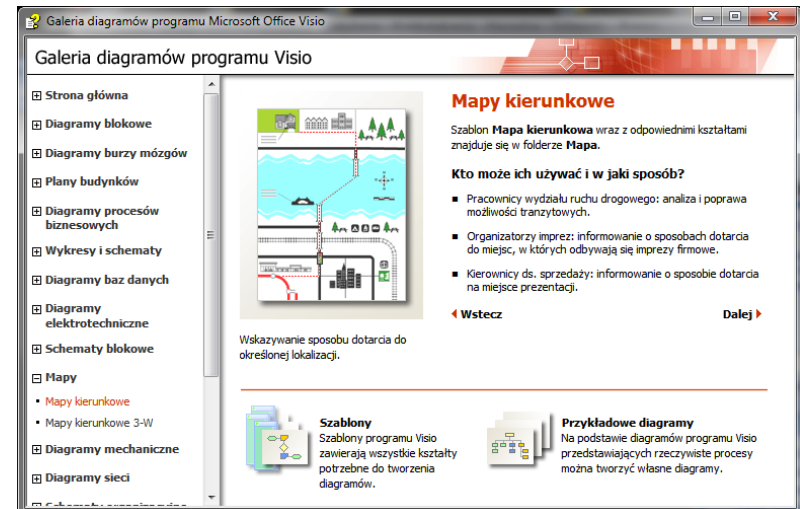 Galeria diagramów programu Microsoft Office Visio
Galeria diagramów programu Visio
Strona główna
Diagramy blokowe
Diagramy burzy mózgów
Plany budynków
Diagramy procesów
biznesowych
Wykresy i schematy
Diagramy baz danych
Diagramy
elektrotechniczne
Schematy blokowe
Mapy
Mapy kierunkowe
Mapy kierunkowe 3-W
Diagramy mechaniczne
Diagramy sieci
Schematy organizacyjne
Wskazywanie sposobu dotarcia do
określonej lokalizacji.
Mapy kierunkowe
Szablon Mapa kierunkowa wraz z odpowiednimi kształtami
znajduje się w folderze Mapa.
Kto może ich używać i w jaki sposób?
Pracownicy wydziału ruchu drogowego: analiza i poprawa
możliwości tranzytowych.
Organizatorzy imprez: informowanie o sposobach dotarcia
do miejsc, w których odbywają się imprezy firmowe.
Kierownicy ds. sprzedaży: informowanie o sposobie dotarcia
na miejsce prezentacji.
Wstecz
Dalej
Szablony
Szablony programu Visio
zawierają wszystkie kształty
potrzebne do tworzenia
diagramów.
Przykładowe diagramy
Na podstawie diagramów programu Visio
przedstawiających rzeczywiste procesy
można tworzyć własne diagramy.